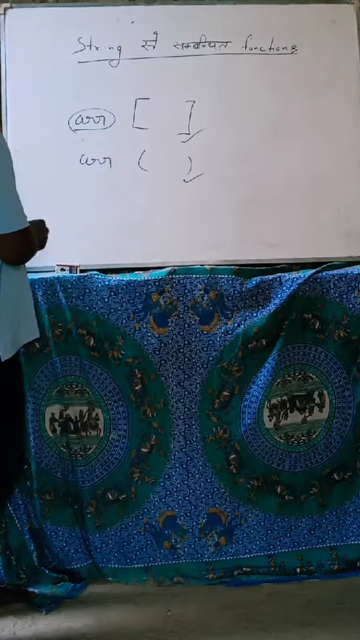 String से सम्बन्धित functions
arr [ ]
arr ( )